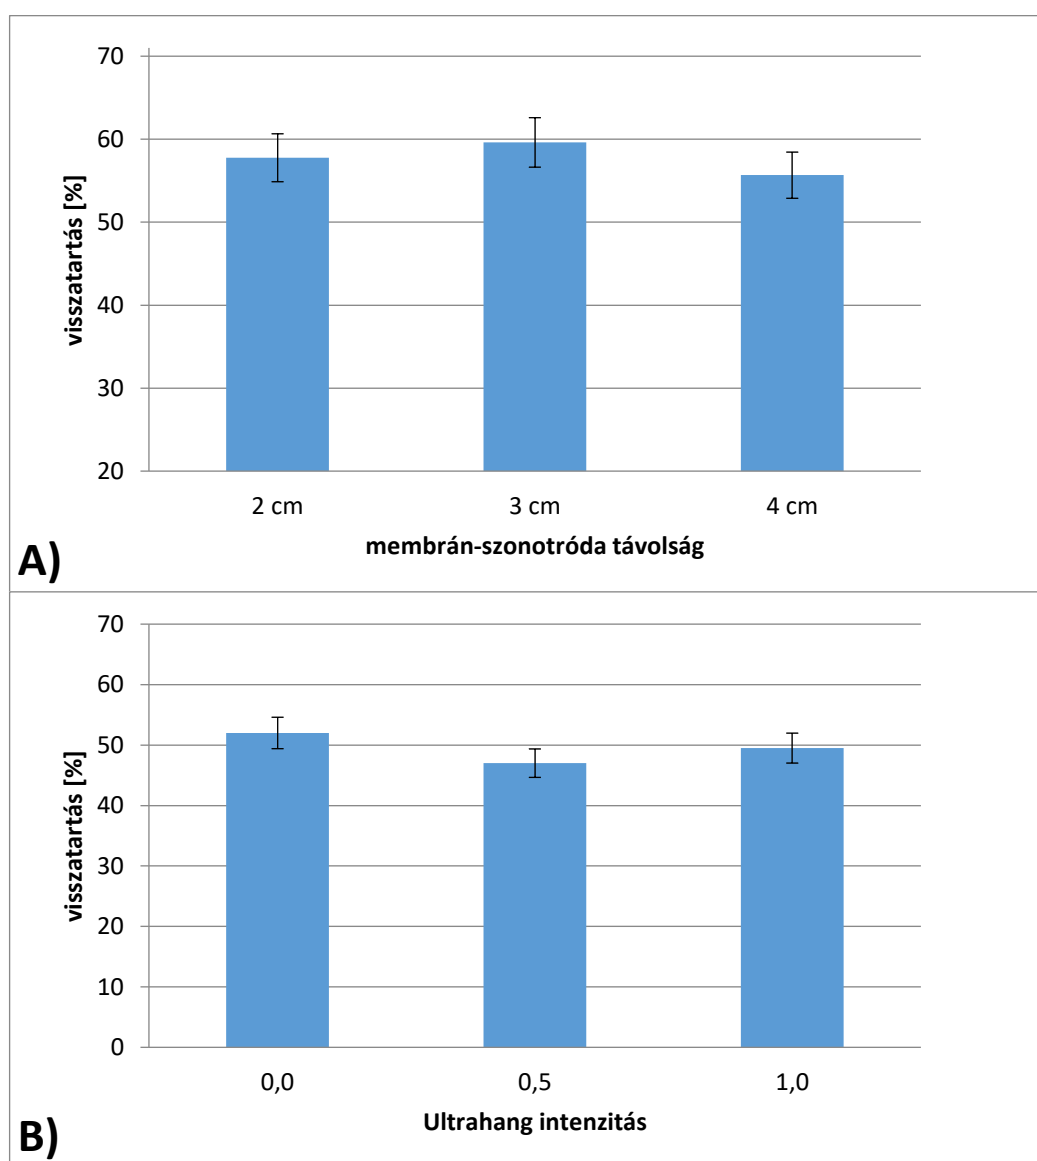 70
60
50
40
30
20
visszatartás [%]
2 cm 3 cm 4 cm
membrán-szonotróda távolság
A)
70
60
50
40
30
20
10
0
visszatartás [%]
0,0 0,5 1,0
Ultrahang intenzitás
B)